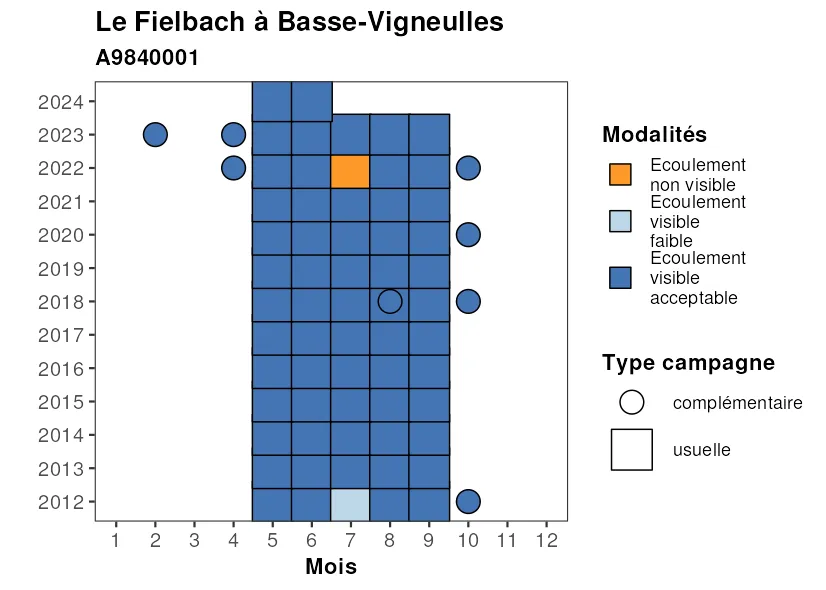 Le Fielbach à Basse-Vigneulles
A9840001
2024
2023
2022
2021
2020
2019
2018
2017
2016
2015
2014
2013
2012
1 2 3 4 5 6 7 8 9 10 11 12
Mois
Modalités
Ecoulement
non visible
Ecoulement
visible
faible
Ecoulement
visible
acceptable
Type campagne
complémentaire
usuelle